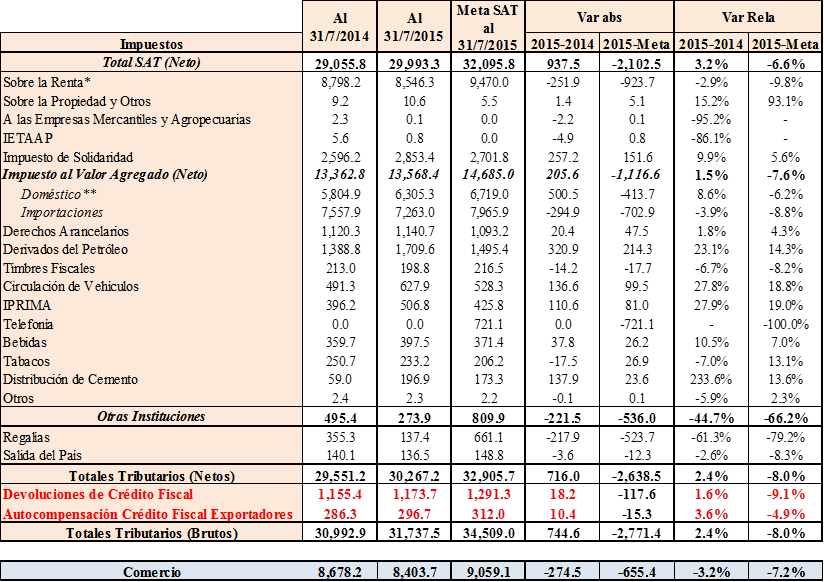 Impuestos Al 31/7/2014 Al 31/7/2015 Meta SAT al 31/7/2015 Var abs Var Rela
2015-2014 2015-Meta 2015-2014 2015-Meta
Total SAT (Neto) 29,055.8 29,993.3 32,095.8 937.5 -2,102.5 3.2% -6.6%
Sobre la Renta* 8,798.2 8,546.3 9,470.0 -251.9 -923.7 -2.9% -9.8%
Sobre la Propiedad y Otros 9.2 10.6 5.5 1.4 5.1 15.2% 93.1%
A las Empresas Mercantiles y Agropecuarias 2.3 0.1 0.0 -2.2 0.1 -95.2% -
IETAAP 5.6 0.8 0.0 -4.9 0.8 -86.1% -
Impuesto de Solidaridad 2,596.2 2,853.4 2,701.8 257.2 151.6 9.9% 5.6%
Impuesto al Valor Agregado (Neto) 13,362.8 13,568.4 14,685.0 205.6 -1,116.6 1.5% -7.6%
Doméstico ** 5,804.9 6,305.3 6,719.0 500.5 -413.7 8.6% -6.2%
Importaciones 7,557.9 7,263.0 7,965.9 -294.9 -702.9 -3.9% -8.8%
Derechos Arancelarios 1,120.3 1,140.7 1,093.2 20.4 47.5 1.8% 4.3%
Derivados del Petróleo 1,388.8 1,709.6 1,495.4 320.9 214.3 23.1% 14.3%
Timbres Fiscales 213.0 198.8 216.5 -14.2 -17.7 -6.7% -8.2%
Circulación de Vehículos 491.3 627.9 528.3 136.6 99.5 27.8% 18.8%
IPRIMA 396.2 506.8 425.8 110.6 81.0 27.9% 19.0%
Telefonía 0.0 0.0 721.1 0.0 -721.1 - -100.0%
Bebidas 359.7 397.5 371.4 37.8 26.2 10.5% 7.0%
Tabacos 250.7 233.2 206.2 -17.5 26.9 -7.0% 13.1%
Distribución de Cemento 59.0 196.9 173.3 137.9 23.6 233.6% 13.6%
Otros 2.4 2.3 2.2 -0.1 0.1 -5.9% 2.3%
Otras Instituciones 495.4 273.9 809.9 -221.5 -536.0 -44.7% -66.2%
Regalías 355.3 137.4 661.1 -217.9 -523.7 -61.3% -79.2%
Salida del País 140.1 136.5 148.8 -3.6 -12.3 -2.6% -8.3%
Totales Tributarios (Netos) 29,551.2 30,267.2 32,905.7 716.0 -2,638.5 2.4% -8.0%
Devoluciones de Crédito Fiscal 1,155.4 1,173.7 1,291.3 18.2 -117.6 1.6% -9.1%
Autocompensación Crédito Fiscal Exportadores 286.3 296.7 312.0 10.4 -15.3 3.6% -4.9%
Totales Tributarios (Brutos) 30,992.9 31,737.5 34,509.0 744.6 -2,771.4 2.4% -8.0%
Comercio 8,678.2 8,403.7 9,059.1 -274.5 -655.4 -3.2% -7.2%